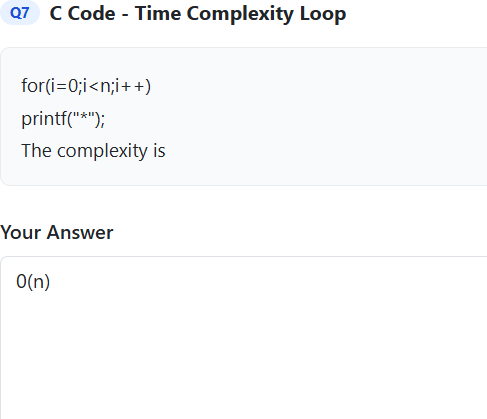 Q7 C Code - Time Complexity Loop
for(i=0;i<n;i++)
printf("*");
The complexity is
Your Answer
0(n)